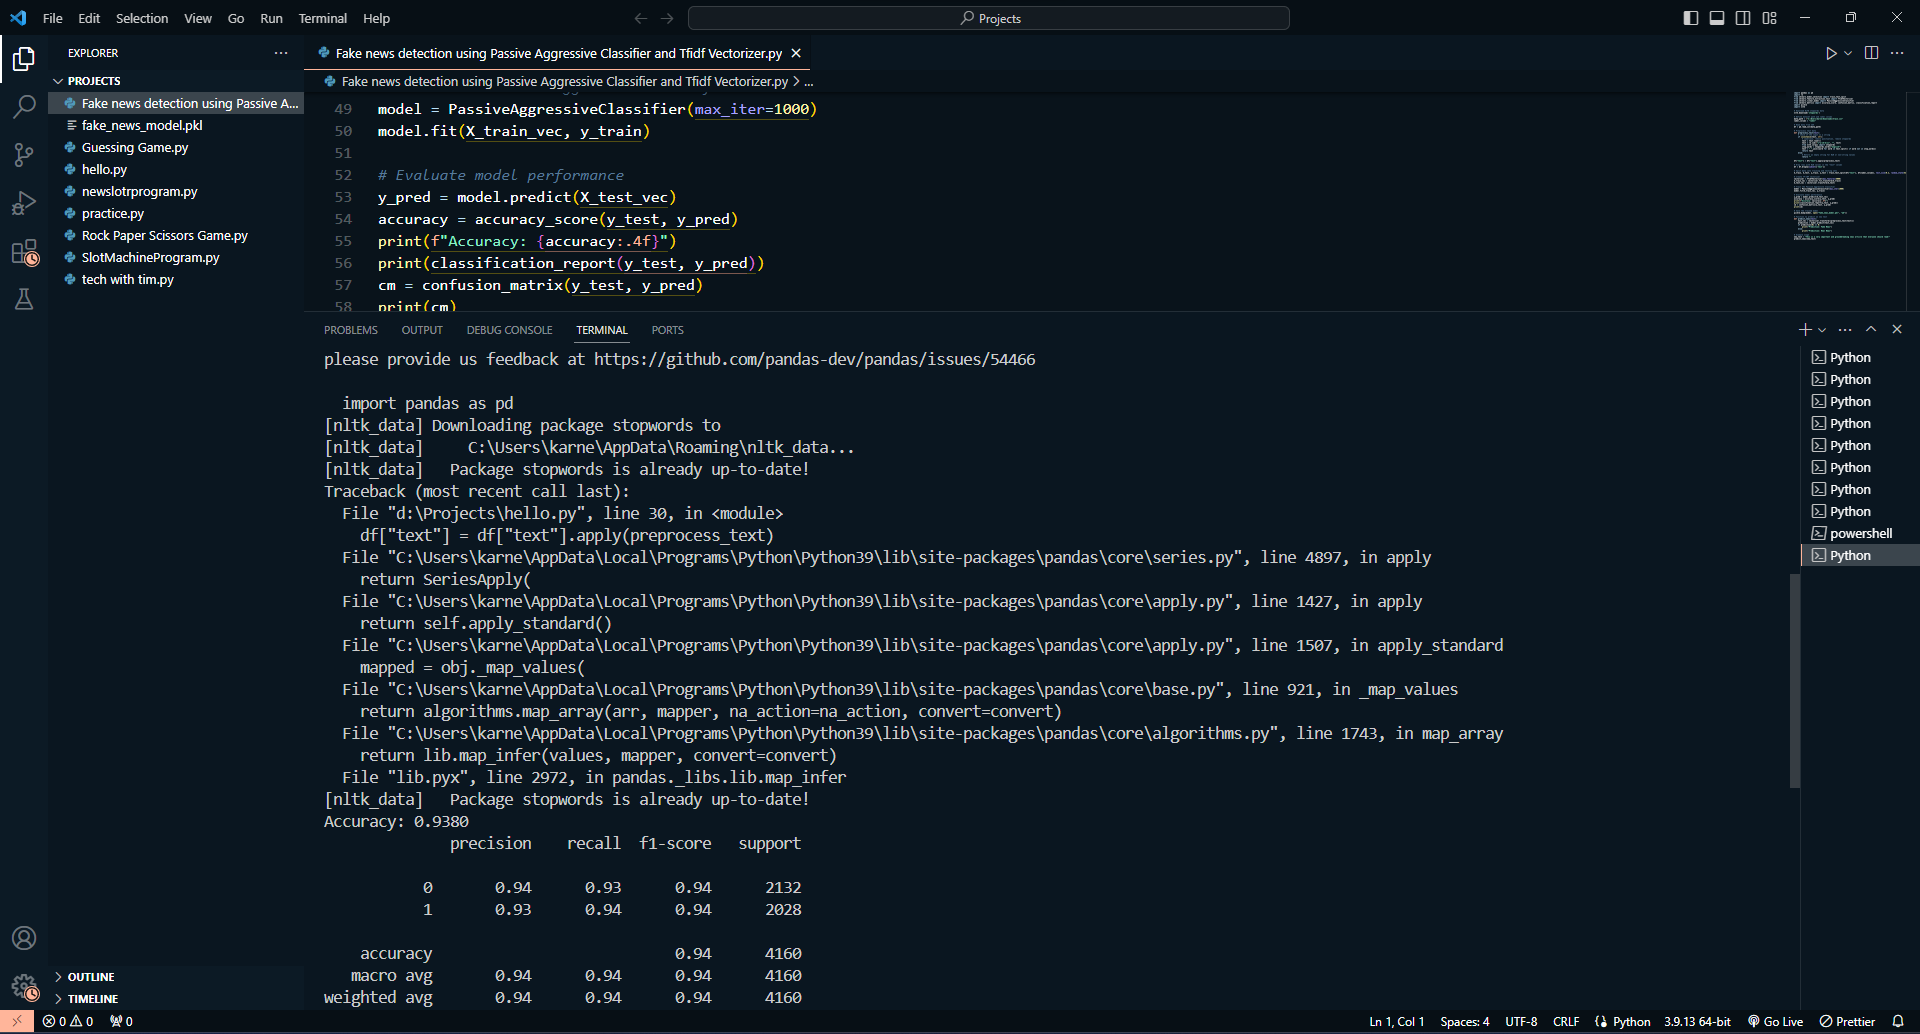 File Edit Selection View Go Run Terminal Help
Projects
EXPLORER
PROJECTS
Fake news detection using Passive A...
fake_news_model.pkl
Guessing Game.py
hello.py
newslotrprogram.py
practice.py
Rock Paper Scissors Game.py
SlotMachineProgram.py
tech with tim.py
OUTLINE
TIMELINE
Fake news detection using Passive Aggressive Classifier and Tfidf Vectorizer.py
Fake news detection using Passive Aggressive Classifier and Tfidf Vectorizer.py > ...
49 model = PassiveAggressiveClassifier(max_iter=1000)
50 model.fit(X_train_vec, y_train)
51
52 # Evaluate model performance
53 y_pred = model.predict(X_test_vec)
54 accuracy = accuracy_score(y_test, y_pred)
55 print(f"Accuracy: {accuracy:.4f}")
56 print(classification_report(y_test, y_pred))
57 cm = confusion_matrix(y_test, y_pred)
58 print(cm)
PROBLEMS OUTPUT DEBUG CONSOLE TERMINAL PORTS
please provide us feedback at https://github.com/pandas-dev/pandas/issues/54466
import pandas as pd
[nltk_data] Downloading package stopwords to
[nltk_data] C:\Users\karne\AppData\Roaming\nltk_data...
[nltk_data] Package stopwords is already up-to-date!
Traceback (most recent call last):
File "d:\Projects\hello.py", line 30, in <module>
df["text"] = df["text"].apply(preprocess_text)
File "C:\Users\karne\AppData\Local\Programs\Python\Python39\lib\site-packages\pandas\core\series.py", line 4897, in apply
return SeriesApply(
File "C:\Users\karne\AppData\Local\Programs\Python\Python39\lib\site-packages\pandas\core\apply.py", line 1427, in apply
return self.apply_standard()
File "C:\Users\karne\AppData\Local\Programs\Python\Python39\lib\site-packages\pandas\core\apply.py", line 1507, in apply_standard
mapped = obj._map_values(
File "C:\Users\karne\AppData\Local\Programs\Python\Python39\lib\site-packages\pandas\core\base.py", line 921, in _map_values
return algorithms.map_array(arr, mapper, na_action=na_action, convert=convert)
File "C:\Users\karne\AppData\Local\Programs\Python\Python39\lib\site-packages\pandas\core\algorithms.py", line 1743, in map_array
return lib.map_infer(values, mapper, convert=convert)
File "lib.pyx", line 2972, in pandas._libs.lib.map_infer
[nltk_data] Package stopwords is already up-to-date!
Accuracy: 0.9380
precision recall f1-score support
0 0.94 0.93 0.94 2132
1 0.93 0.94 0.94 2028
accuracy 0.94 4160
macro avg 0.94 0.94 0.94 4160
weighted avg 0.94 0.94 0.94 4160
Python
Python
Python
Python
Python
Python
Python
Python
powershell
Python
0 0 0
Ln 1, Col 1 Spaces: 4 UTF-8 CRLF Python 3.9.13 64-bit Go Live Prettier